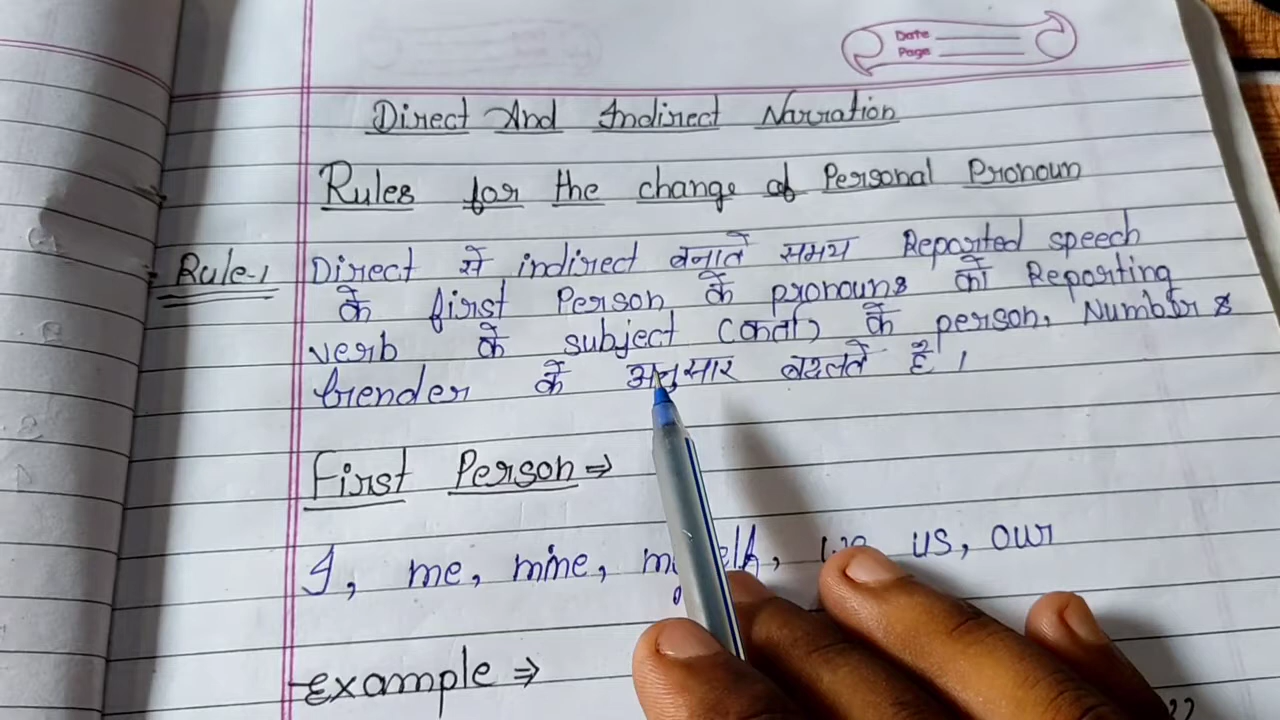 Date
Page
Direct And Indirect Narration
Rules for the change of Personal Pronoun
Rule-1 Direct से indirect बनाते समय Reported speech
के first Person के pronouns को Reporting
verb के subject (कर्ता) के person, Number &
Gender के अनुसार बदलते है ।
First Person ⇒
I, me, mine, us, our
Example ⇒